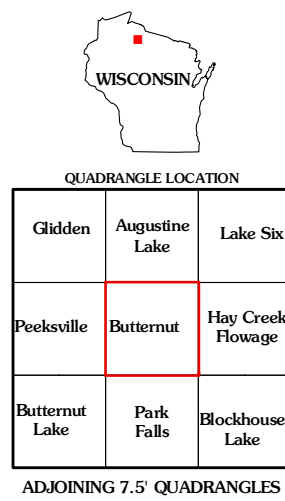 WISCONSIN
QUADRANGLE LOCATION
Glidden
Augustine
Lake
Lake Six
Peeksville
Butternut
Hay Creek
Flowage
Butternut
Lake
Park
Falls
Blockhouse
Lake
ADJOINING 7.5' QUADRANGLES